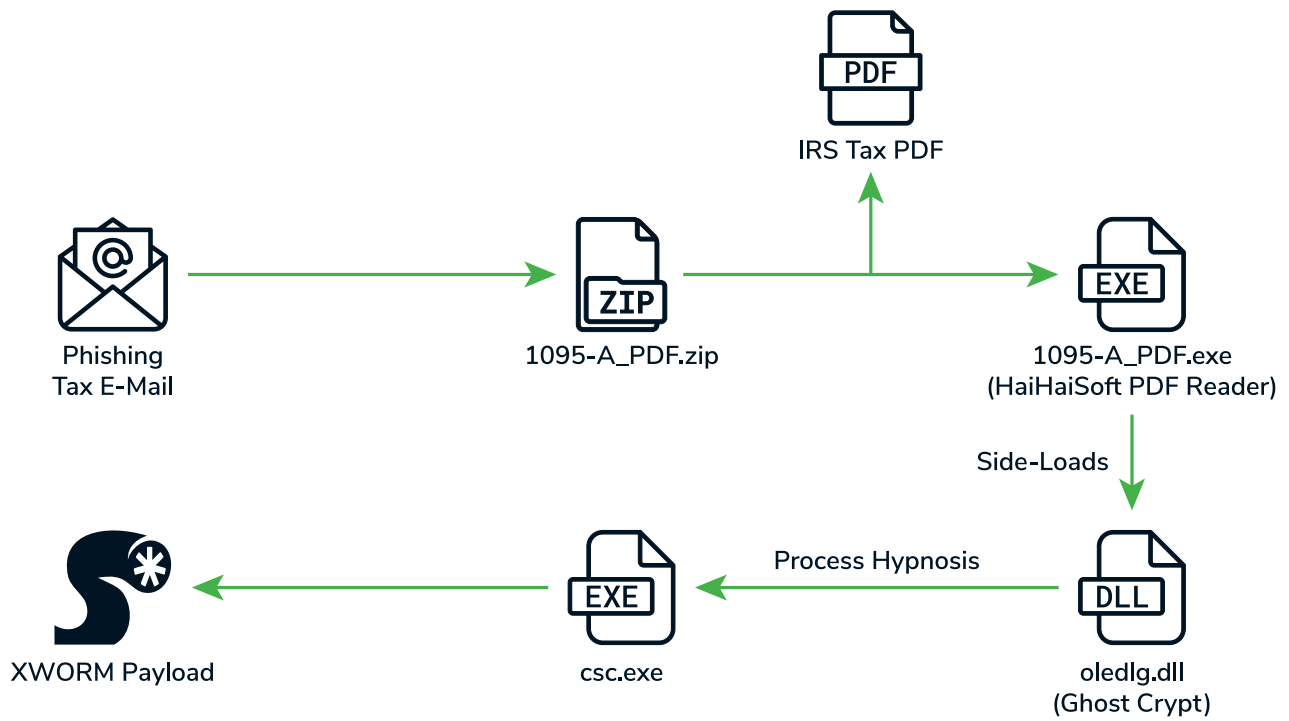 PDF
IRS Tax PDF
@
Phishing
Tax E-Mail
ZIP
1095-A_PDF.zip
EXE
1095-A_PDF.exe
(HaiHaiSoft PDF Reader)
Side-Loads
DLL
oledlg.dll
(Ghost Crypt)
Process Hypnosis
EXE
csc.exe
XWORM Payload